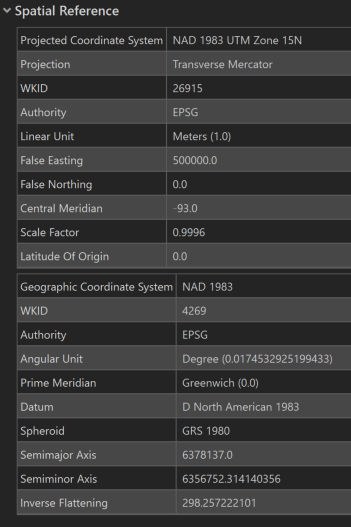 Spatial Reference
Projected Coordinate System NAD 1983 UTM Zone 15N
Projection Transverse Mercator
WKID 26915
Authority EPSG
Linear Unit Meters (1.0)
False Easting 500000.0
False Northing 0.0
Central Meridian -93.0
Scale Factor 0.9996
Latitude Of Origin 0.0
Geographic Coordinate System NAD 1983
WKID 4269
Authority EPSG
Angular Unit Degree (0.0174532925199433)
Prime Meridian Greenwich (0.0)
Datum D North American 1983
Spheroid GRS 1980
Semimajor Axis 6378137.0
Semiminor Axis 6356752.314140356
Inverse Flattening 298.257222101